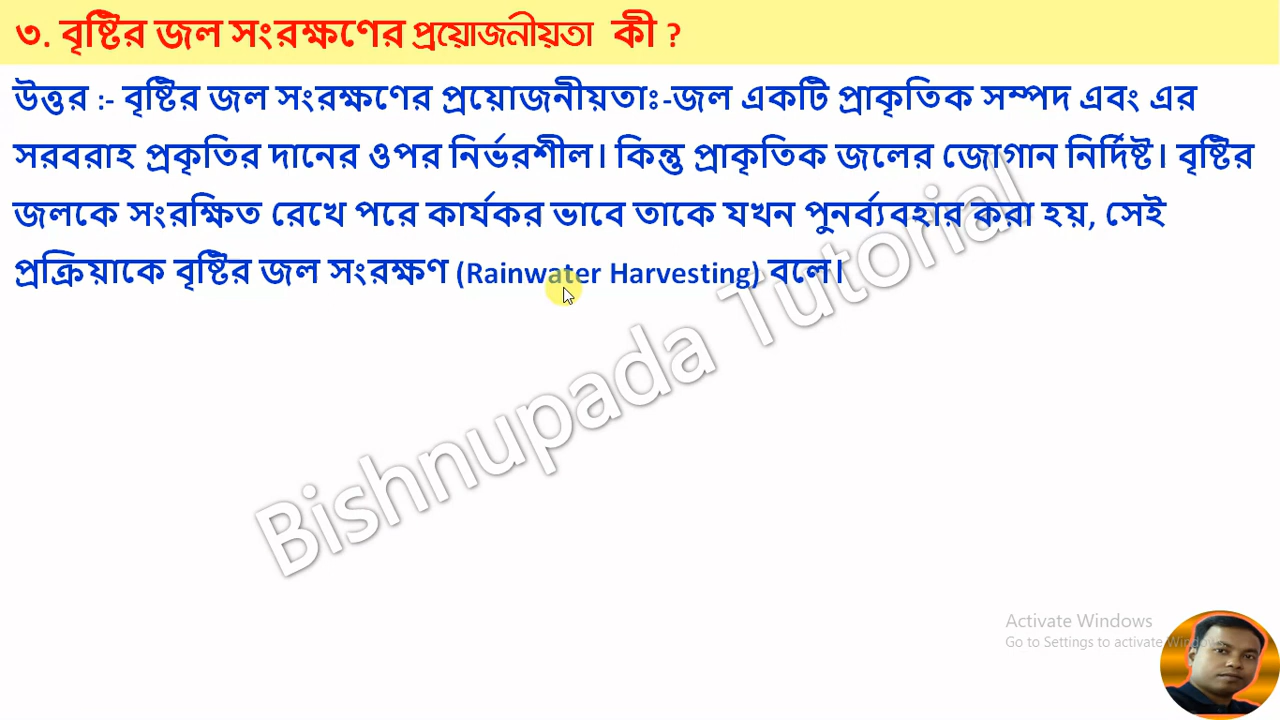 ৩. বৃষ্টির জল সংরক্ষণের প্রয়োজনীয়তা কী ?
উত্তর :- বৃষ্টির জল সংরক্ষণের প্রয়োজনীয়তাঃ-জল একটি প্রাকৃতিক সম্পদ এবং এর
সরবরাহ প্রকৃতির দানের ওপর নির্ভরশীল। কিন্তু প্রাকৃতিক জলের জোগান নির্দিষ্ট। বৃষ্টির
জলকে সংরক্ষিত রেখে পরে কার্যকর ভাবে তাকে যখন পুনর্ব্যবহার করা হয়, সেই
প্রক্রিয়াকে বৃষ্টির জল সংরক্ষণ (Rainwater Harvesting) বলে।
Bishnupada Tutorial
Activate Windows
Go to Settings to activate Windows.